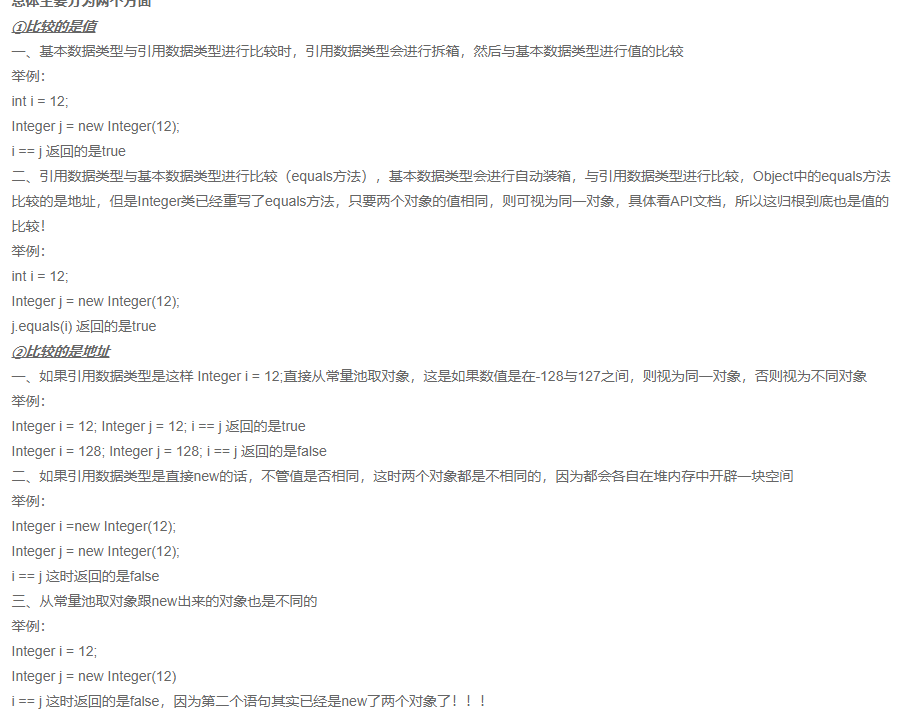 总体主要分为两个方面
①比较的是值
一、基本数据类型与引用数据类型进行比较时，引用数据类型会进行拆箱，然后与基本数据类型进行值的比较
举例：
int i = 12;
Integer j = new Integer(12);
i == j 返回的是true
二、引用数据类型与基本数据类型进行比较（equals方法），基本数据类型会进行自动装箱，与引用数据类型进行比较，Object中的equals方法
比较的是地址，但是Integer类已经重写了equals方法，只要两个对象的值相同，则可视为同一对象，具体看API文档，所以这归根到底也是值的
比较！
举例：
int i = 12;
Integer j = new Integer(12);
j.equals(i) 返回的是true
②比较的是地址
一、如果引用数据类型是这样 Integer i = 12;直接从常量池取对象，这是如果数值是在-128与127之间，则视为同一对象，否则视为不同对象
举例：
Integer i = 12; Integer j = 12; i == j 返回的是true
Integer i = 128; Integer j = 128; i == j 返回的是false
二、如果引用数据类型是直接new的话，不管值是否相同，这时两个对象都是不相同的，因为都会各自在堆内存中开辟一块空间
举例：
Integer i =new Integer(12);
Integer j = new Integer(12);
i == j 这时返回的是false
三、从常量池取对象跟new出来的对象也是不同的
举例：
Integer i = 12;
Integer j = new Integer(12)
i == j 这时返回的是false，因为第二个语句其实已经是new了两个对象了！！！